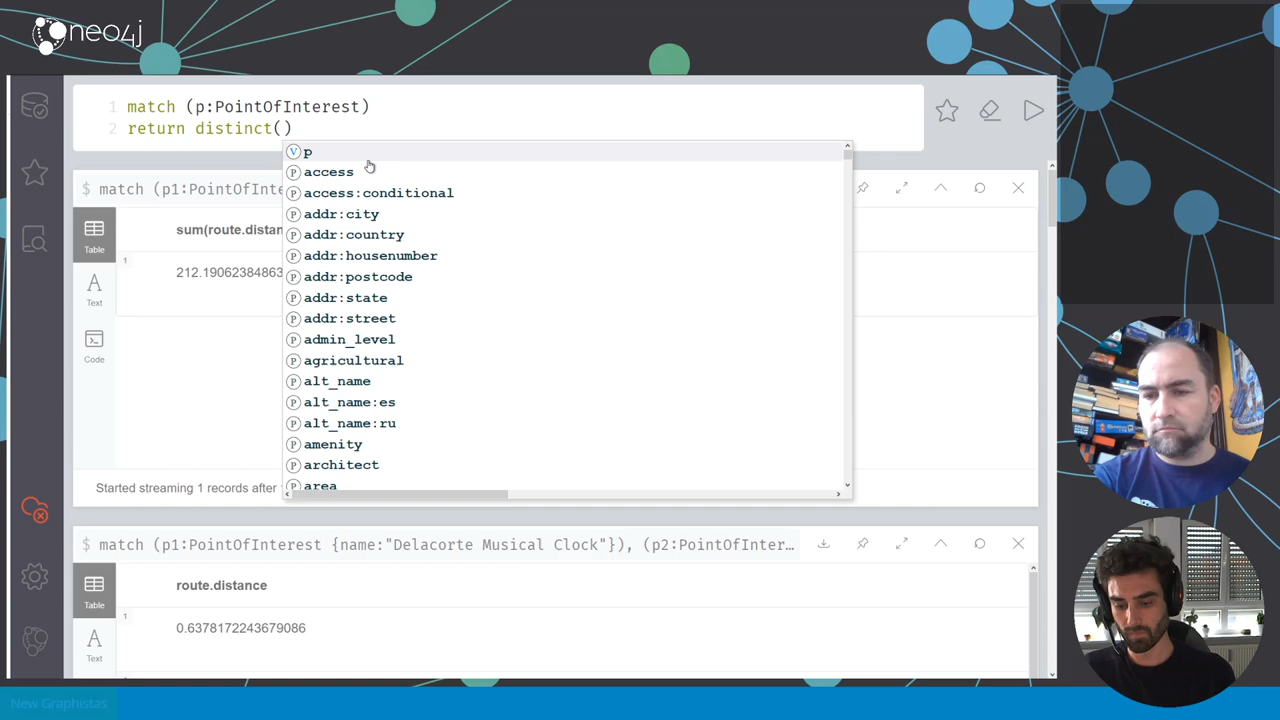 neo4j
1 match (p:PointOfInterest)
2 return distinct()
V p
P access
P access:conditional
P addr:city
P addr:country
P addr:housenumber
P addr:postcode
P addr:state
P addr:street
P admin_level
P agricultural
P alt_name
P alt_name:es
P alt_name:ru
P amenity
P architect
P area
$ match (p1:PointOfInte
Table
sum(route.distan
1
212.19062384863
A
Text
Code
Started streaming 1 records after
$ match (p1:PointOfInterest {name:"Delacorte Musical Clock"}), (p2:PointOfInter…
Table
route.distance
1
0.6378172243679086
A
Text
New Graphistas